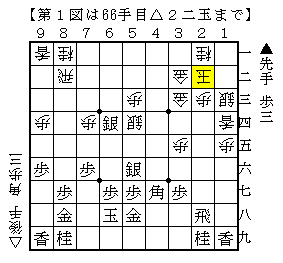 【第１図は66手目△２二玉まで】
９ ８ ７ ６ ５ ４ ３ ２ １
香 桂 桂 一
飛 金 玉 二
歩 金 歩 銀 三
歩 歩 銀 銀 香 四
歩 歩 五
歩 歩 銀 六
歩 歩 歩 角 歩 七
金 玉 金 飛 八
香 桂 桂 香 九
▲先手 歩三
△後手 角歩三